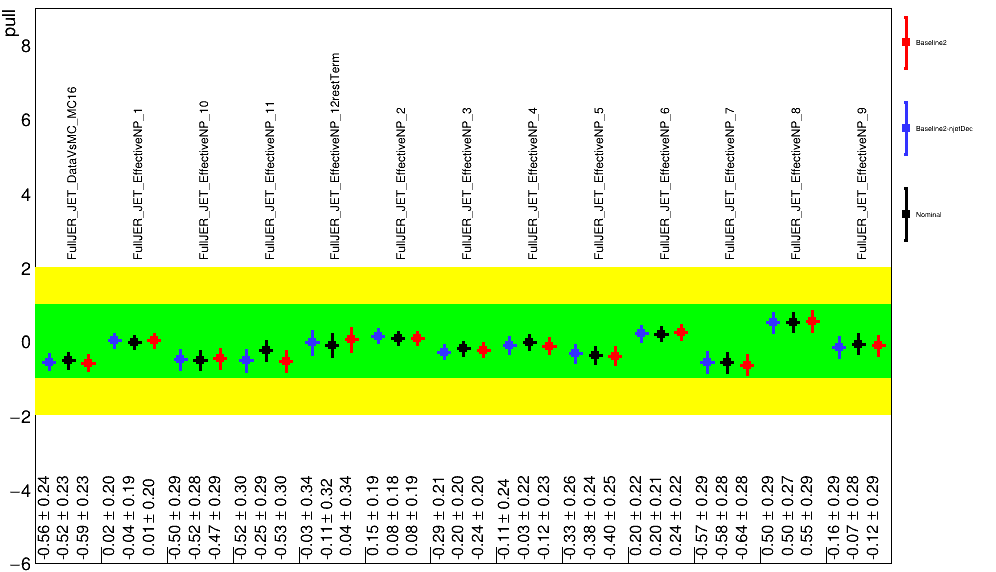 pull
8
6
4
2
0
−2
−4
−6
FullJER_JET_DataVsMC_MC16
FullJER_JET_EffectiveNP_1
FullJER_JET_EffectiveNP_10
FullJER_JET_EffectiveNP_11
FullJER_JET_EffectiveNP_12restTerm
FullJER_JET_EffectiveNP_2
FullJER_JET_EffectiveNP_3
FullJER_JET_EffectiveNP_4
FullJER_JET_EffectiveNP_5
FullJER_JET_EffectiveNP_6
FullJER_JET_EffectiveNP_7
FullJER_JET_EffectiveNP_8
FullJER_JET_EffectiveNP_9
-0.56 ± 0.24
-0.52 ± 0.23
-0.59 ± 0.23
0.02 ± 0.20
-0.04 ± 0.19
0.01 ± 0.20
-0.50 ± 0.29
-0.52 ± 0.28
-0.47 ± 0.29
-0.52 ± 0.30
-0.25 ± 0.29
-0.53 ± 0.30
-0.03 ± 0.34
-0.11 ± 0.32
0.04 ± 0.34
0.15 ± 0.19
0.08 ± 0.18
0.08 ± 0.19
-0.29 ± 0.21
-0.20 ± 0.20
-0.24 ± 0.20
-0.11 ± 0.24
-0.03 ± 0.22
-0.12 ± 0.23
-0.33 ± 0.26
-0.38 ± 0.24
-0.40 ± 0.25
0.20 ± 0.22
0.20 ± 0.21
0.24 ± 0.22
-0.57 ± 0.29
-0.58 ± 0.28
-0.64 ± 0.28
0.50 ± 0.29
0.50 ± 0.27
0.55 ± 0.29
-0.16 ± 0.29
-0.07 ± 0.28
-0.12 ± 0.29
Baseline2
Baseline2-njetDec
Nominal